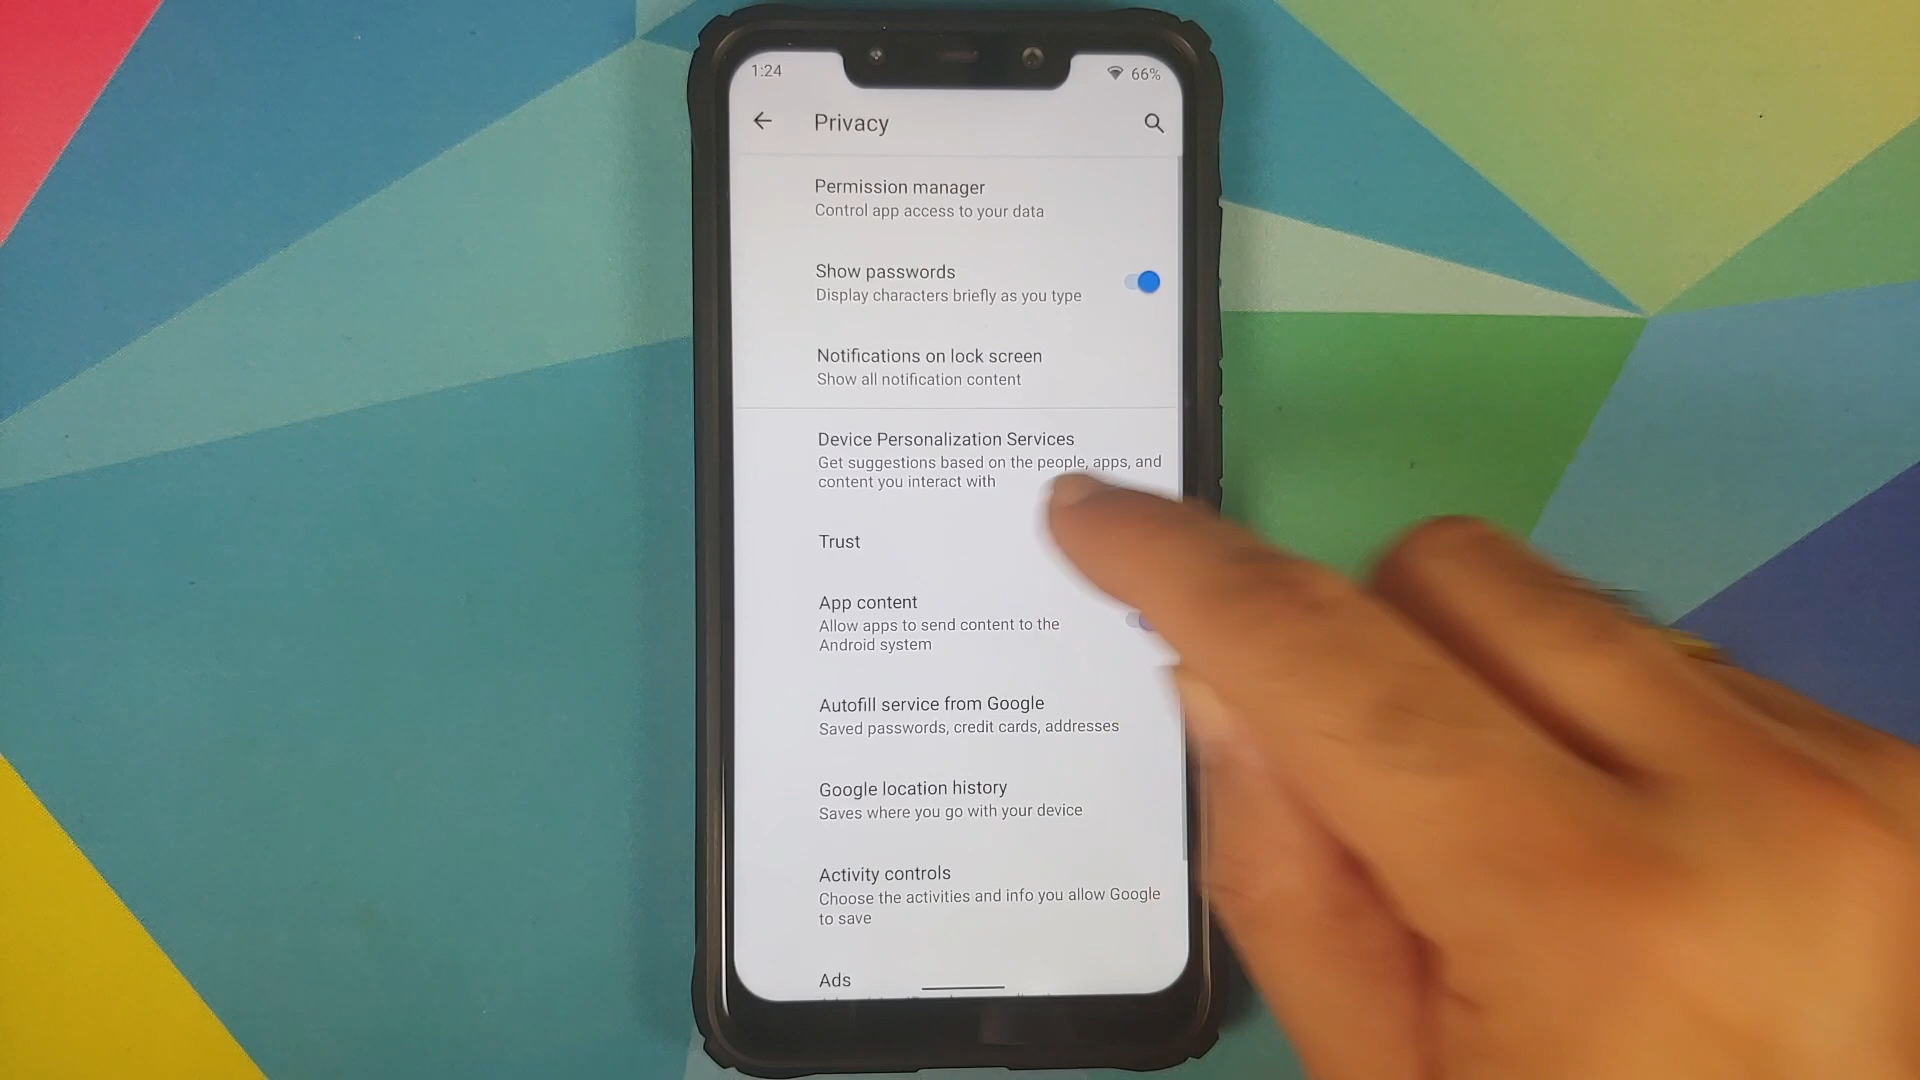 1:24
66%
Privacy
Permission manager
Control app access to your data
Show passwords
Display characters briefly as you type
Notifications on lock screen
Show all notification content
Device Personalization Services
Get suggestions based on the people, apps, and
content you interact with
Trust
App content
Allow apps to send content to the
Android system
Autofill service from Google
Saved passwords, credit cards, addresses
Google location history
Saves where you go with your device
Activity controls
Choose the activities and info you allow Google
to save
Ads